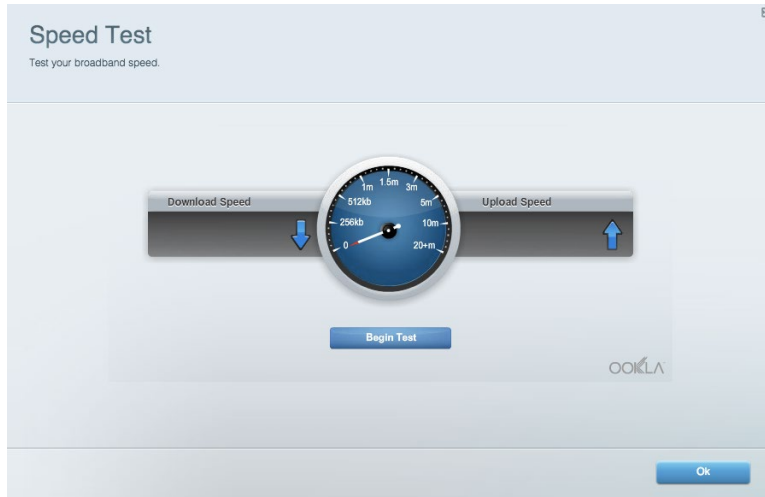 Speed Test
Test your broadband speed.
Download Speed
Upload Speed
0
256kb
512kb
1m
1.5m
3m
5m
10m
20+m
Begin Test
OOKLA
Ok